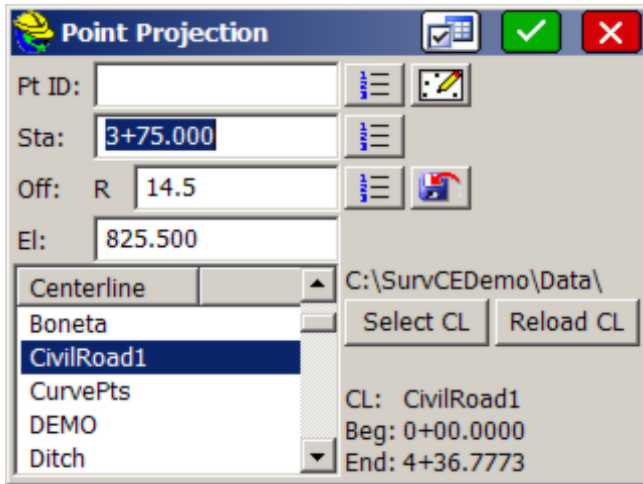 Point Projection
Pt ID:
Sta: 3+75.000
Off: R 14.5
El: 825.500
Centerline
Boneta
CivilRoad1
CurvePts
DEMO
Ditch
C:\SurvCEDemo\Data\
Select CL Reload CL
CL: CivilRoad1
Beg: 0+00.0000
End: 4+36.7773